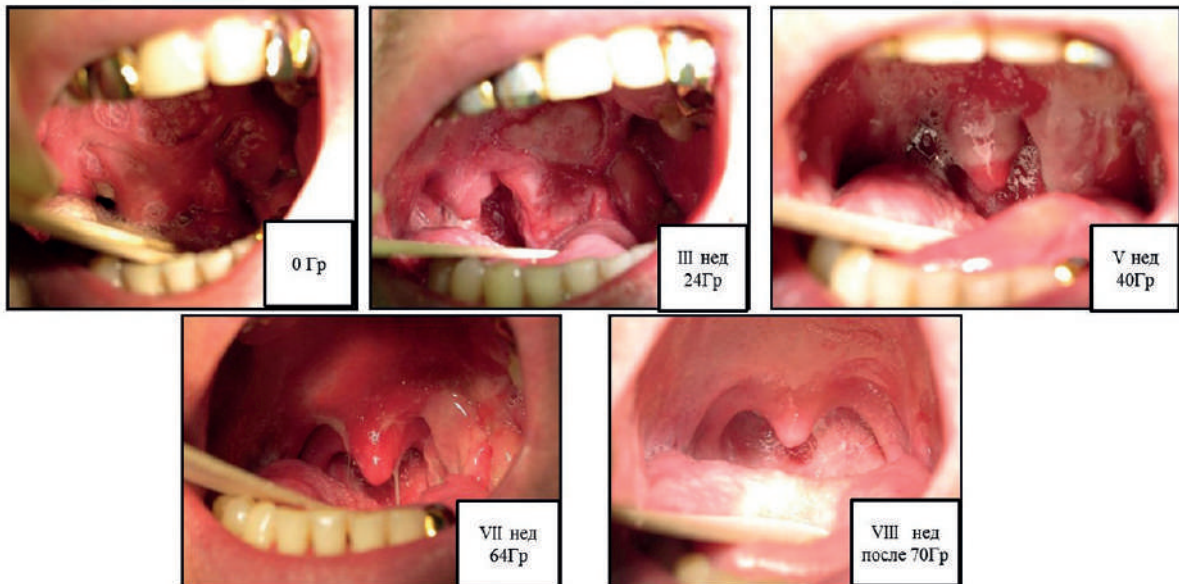 0 Гр
III нед
24Гр
V нед
40Гр
VII нед
64Гр
VIII нед
после 70Гр